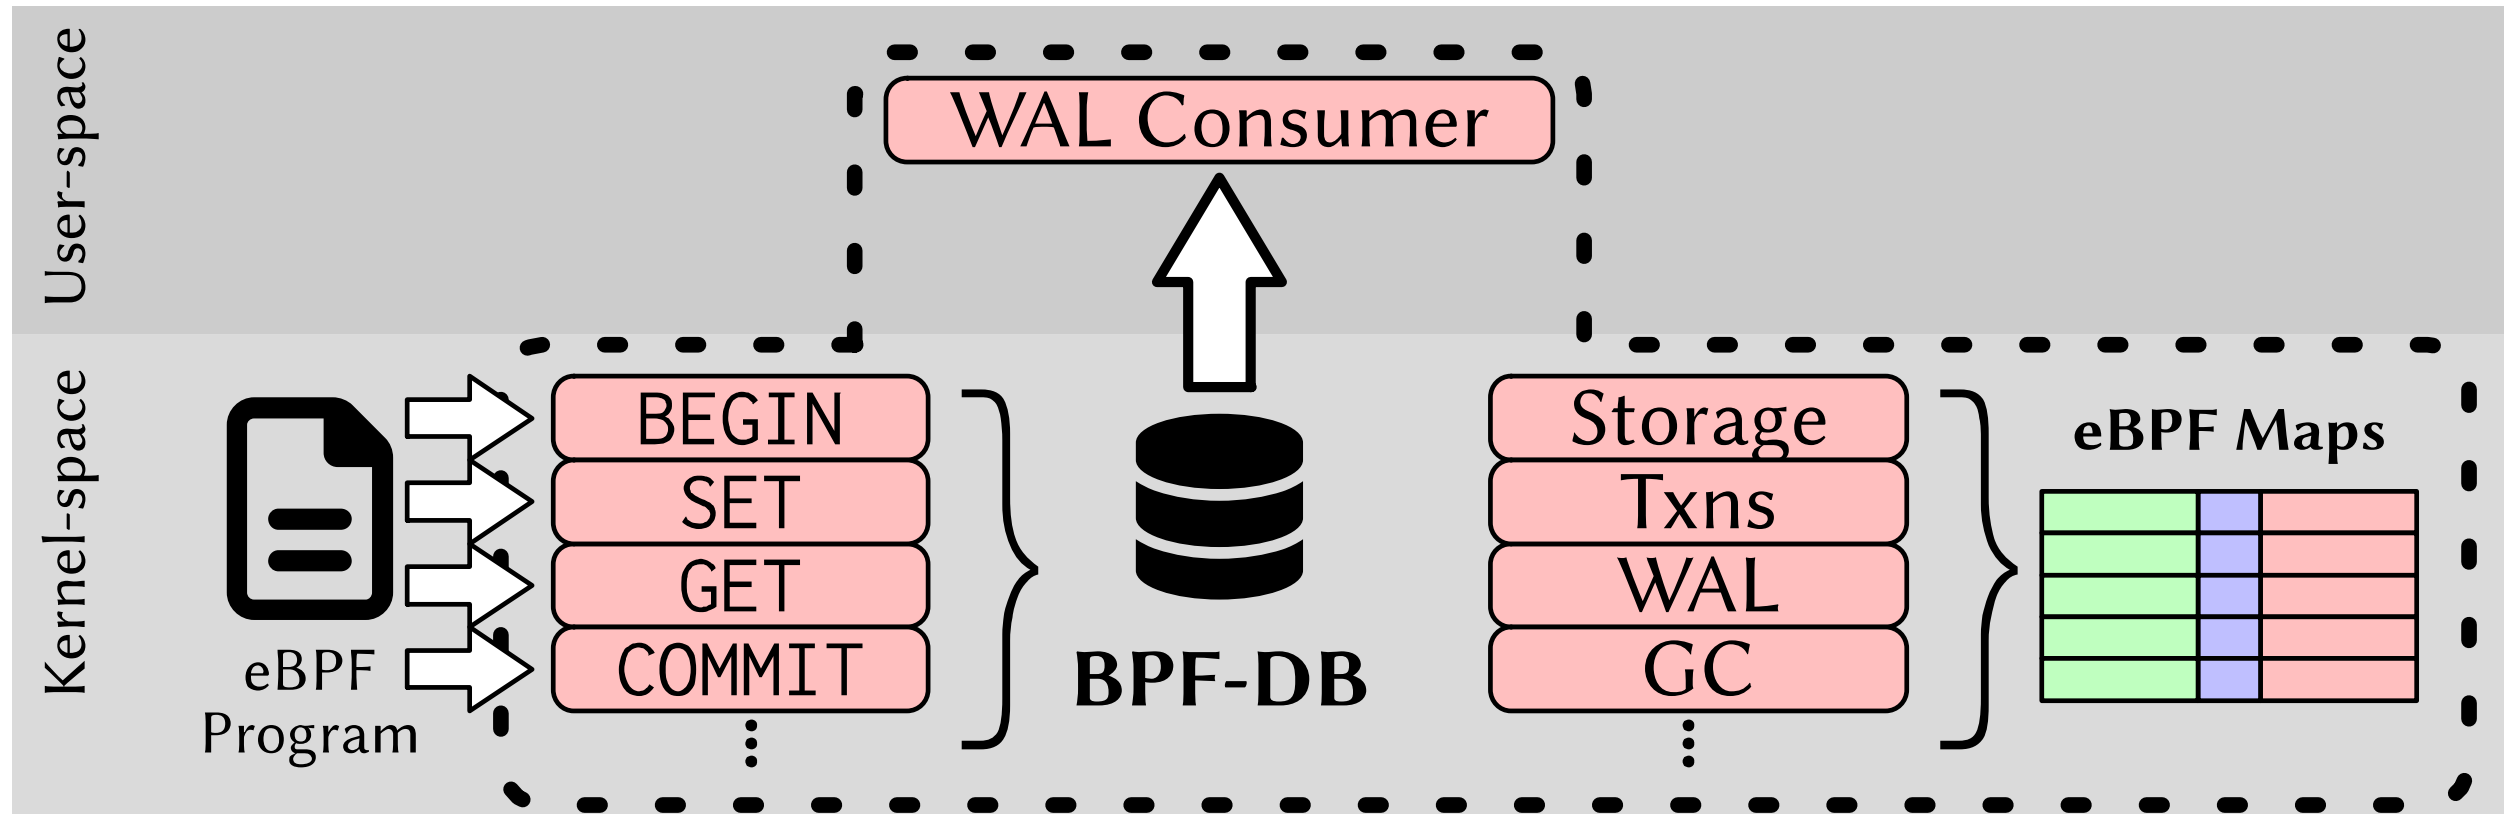 User-space
WAL Consumer
Kernel-space
eBPF
Program
BEGIN
SET
GET
COMMIT
BPF-DB
Storage
Txns
WAL
GC
eBPF Maps